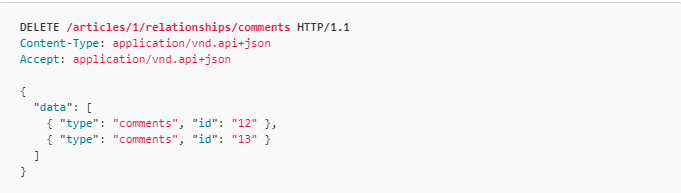 DELETE /articles/1/relationships/comments HTTP/1.1
Content-Type: application/vnd.api+json
Accept: application/vnd.api+json

{
  "data": [
    { "type": "comments", "id": "12" },
    { "type": "comments", "id": "13" }
  ]
}